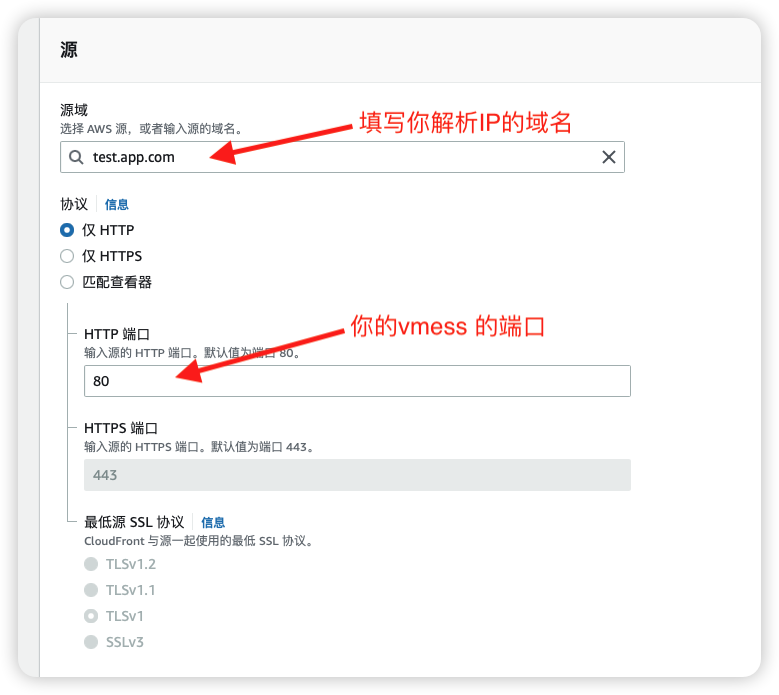 源
源域
选择 AWS 源，或者输入源的域名。
填写你解析IP的域名
test.app.com
协议 信息
仅 HTTP
仅 HTTPS
匹配查看器
你的vmess 的端口
HTTP 端口
输入源的 HTTP 端口。默认值为端口 80。
80
HTTPS 端口
输入源的 HTTPS 端口。默认值为端口 443。
443
最低源 SSL 协议 信息
CloudFront 与源一起使用的最低 SSL 协议。
TLSv1.2
TLSv1.1
TLSv1
SSLv3